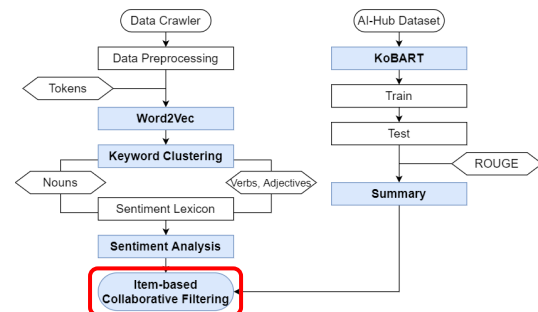 Data Crawler
Data Preprocessing
Tokens
Word2Vec
Keyword Clustering
Nouns
Verbs, Adjectives
Sentiment Lexicon
Sentiment Analysis
Item-based
Collaborative Filtering
AI-Hub Dataset
KoBART
Train
Test
ROUGE
Summary